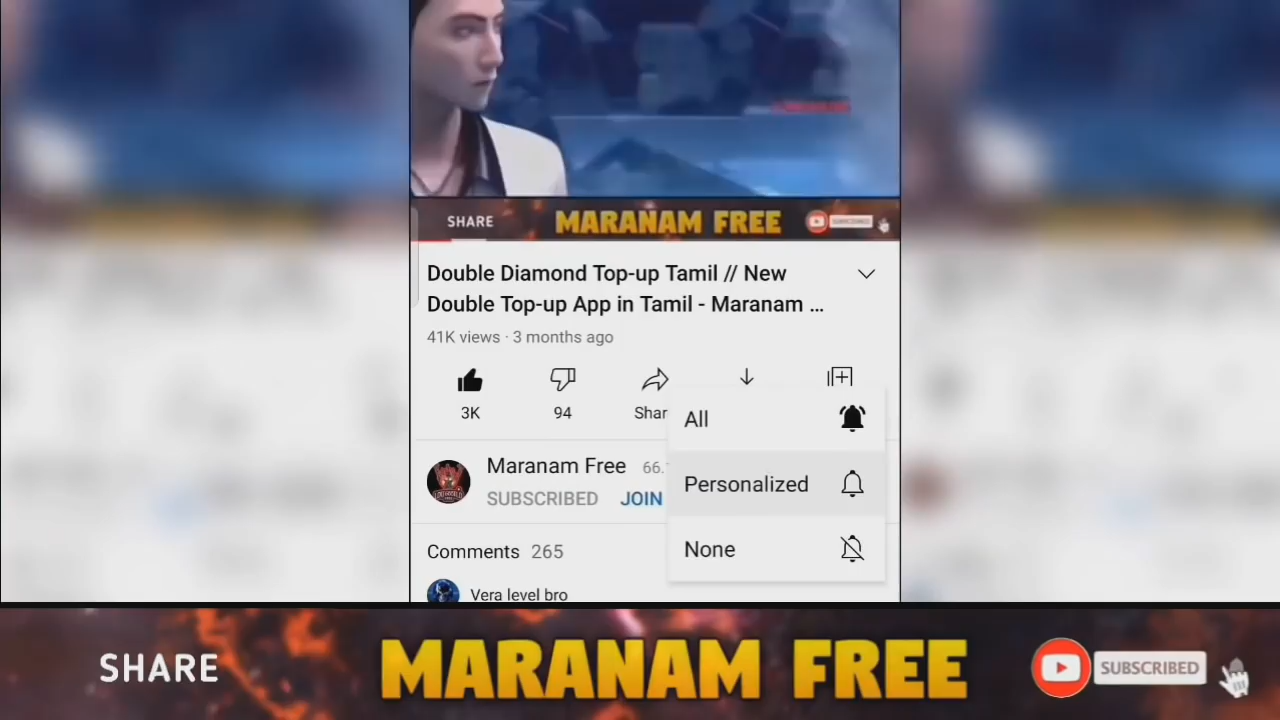 SHARE
MARANAM FREE
SUBSCRIBED
Double Diamond Top-up Tamil // New
Double Top-up App in Tamil - Maranam ...
41K views · 3 months ago
3K
94
Shar
All
Maranam Free 66.
SUBSCRIBED JOIN
Personalized
Comments 265
None
Vera level bro
SHARE
MARANAM FREE
SUBSCRIBED